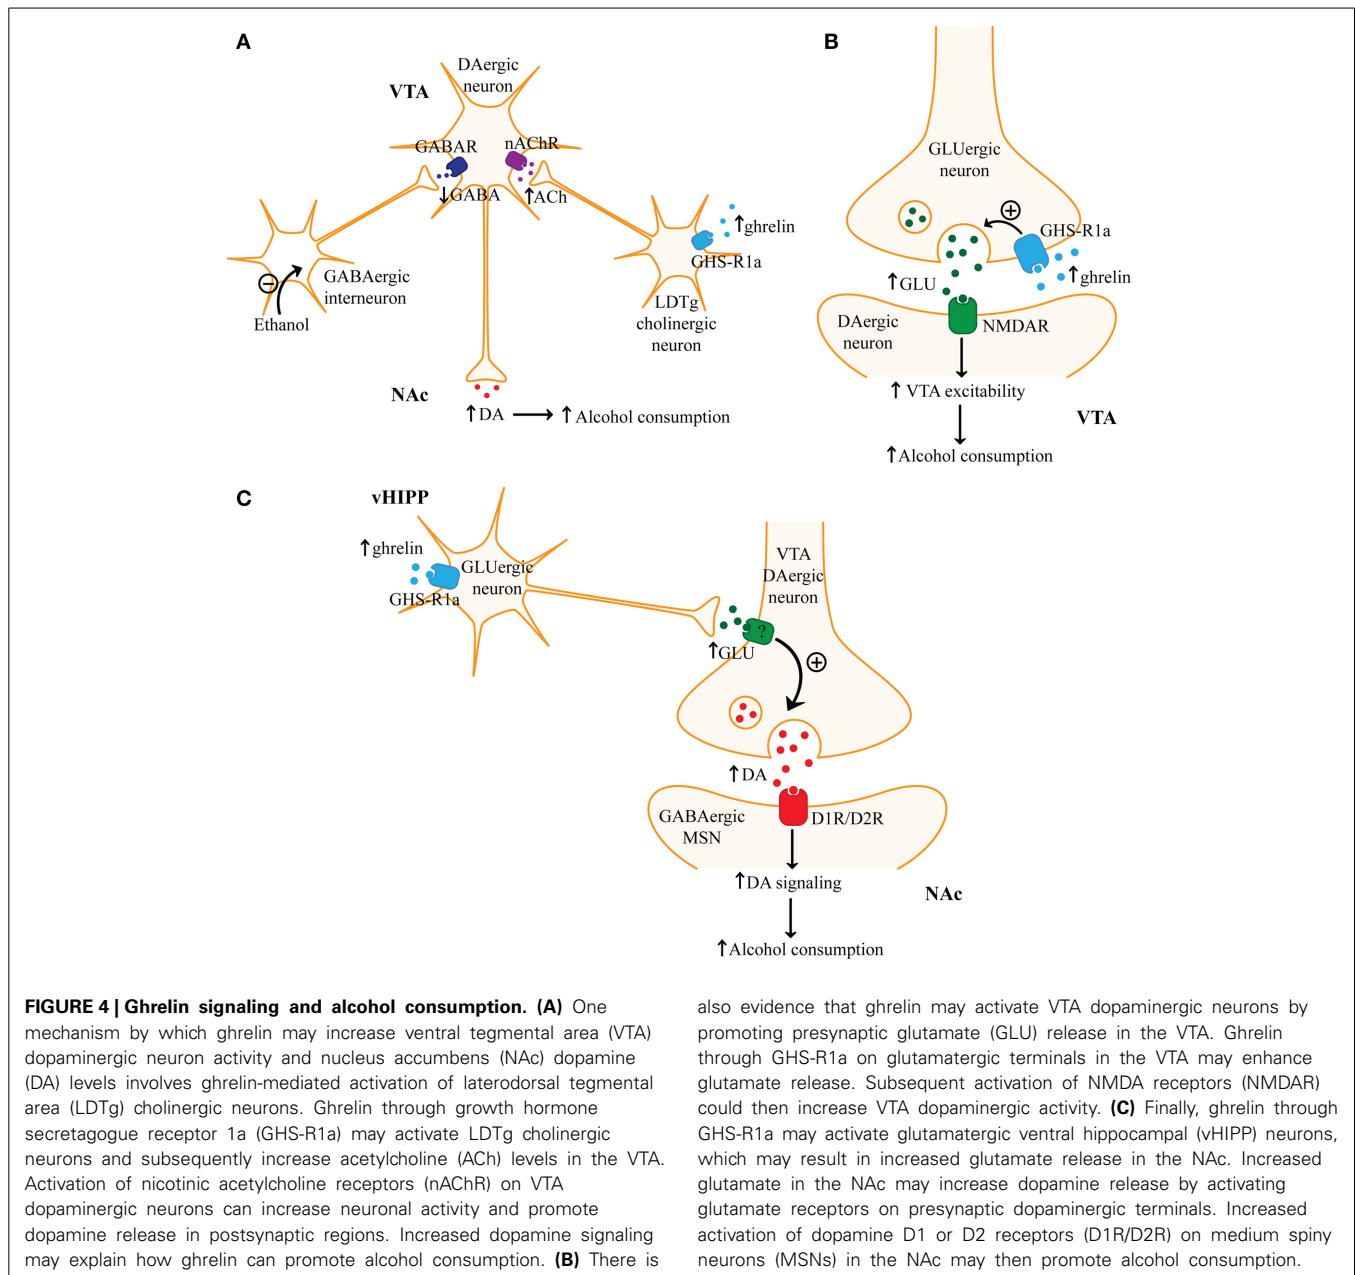 A
DAergic
neuron
VTA
GABAR
nAChR
↓GABA
↑ACh
↑ghrelin
GHS-R1a
GABAergic
interneuron
−
Ethanol
LDTg
cholinergic
neuron
NAc
↑DA → ↑Alcohol consumption
B
GLUergic
neuron
+
GHS-R1a
↑GLU
↑ghrelin
DAergic
neuron
NMDAR
↑VTA excitability
VTA
↑Alcohol consumption
C
vHIPP
↑ghrelin
GLUergic
neuron
GHS-R1a
VTA
DAergic
neuron
?
↑GLU
+
↑DA
GABAergic
MSN
D1R/D2R
↑DA signaling
NAc
↑Alcohol consumption
FIGURE 4 | Ghrelin signaling and alcohol consumption. (A) One
mechanism by which ghrelin may increase ventral tegmental area (VTA)
dopaminergic neuron activity and nucleus accumbens (NAc) dopamine
(DA) levels involves ghrelin-mediated activation of laterodorsal tegmental
area (LDTg) cholinergic neurons. Ghrelin through growth hormone
secretagogue receptor 1a (GHS-R1a) may activate LDTg cholinergic
neurons and subsequently increase acetylcholine (ACh) levels in the VTA.
Activation of nicotinic acetylcholine receptors (nAChR) on VTA
dopaminergic neurons can increase neuronal activity and promote
dopamine release in postsynaptic regions. Increased dopamine signaling
may explain how ghrelin can promote alcohol consumption. (B) There is
also evidence that ghrelin may activate VTA dopaminergic neurons by
promoting presynaptic glutamate (GLU) release in the VTA. Ghrelin
through GHS-R1a on glutamatergic terminals in the VTA may enhance
glutamate release. Subsequent activation of NMDA receptors (NMDAR)
could then increase VTA dopaminergic activity. (C) Finally, ghrelin through
GHS-R1a may activate glutamatergic ventral hippocampal (vHIPP) neurons,
which may result in increased glutamate release in the NAc. Increased
glutamate in the NAc may increase dopamine release by activating
glutamate receptors on presynaptic dopaminergic terminals. Increased
activation of dopamine D1 or D2 receptors (D1R/D2R) on medium spiny
neurons (MSNs) in the NAc may then promote alcohol consumption.